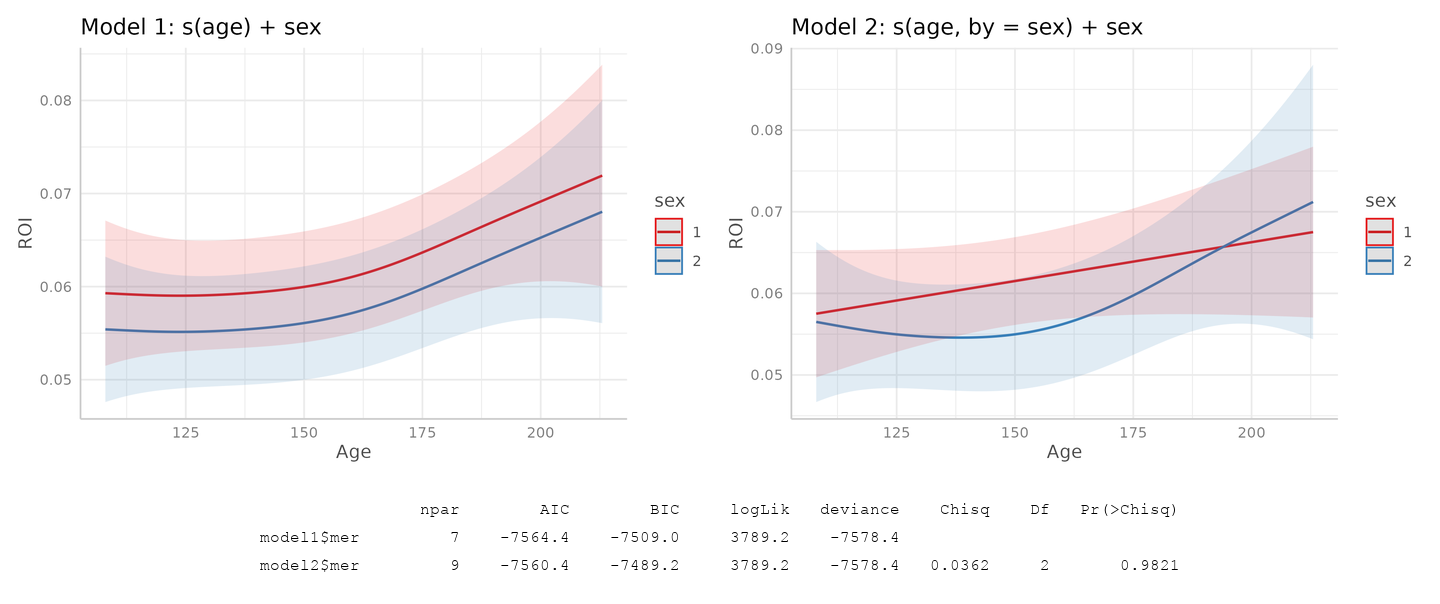 Model 1: s(age) + sex
0.08
0.07
0.06
0.05
ROI
125 150 175 200
Age
sex
1
2
Model 2: s(age, by = sex) + sex
0.09
0.08
0.07
0.06
0.05
ROI
125 150 175 200
Age
sex
1
2
npar AIC BIC logLik deviance Chisq Df Pr(>Chisq)
model1$mer 7 -7564.4 -7509.0 3789.2 -7578.4
model2$mer 9 -7560.4 -7489.2 3789.2 -7578.4 0.0362 2 0.9821